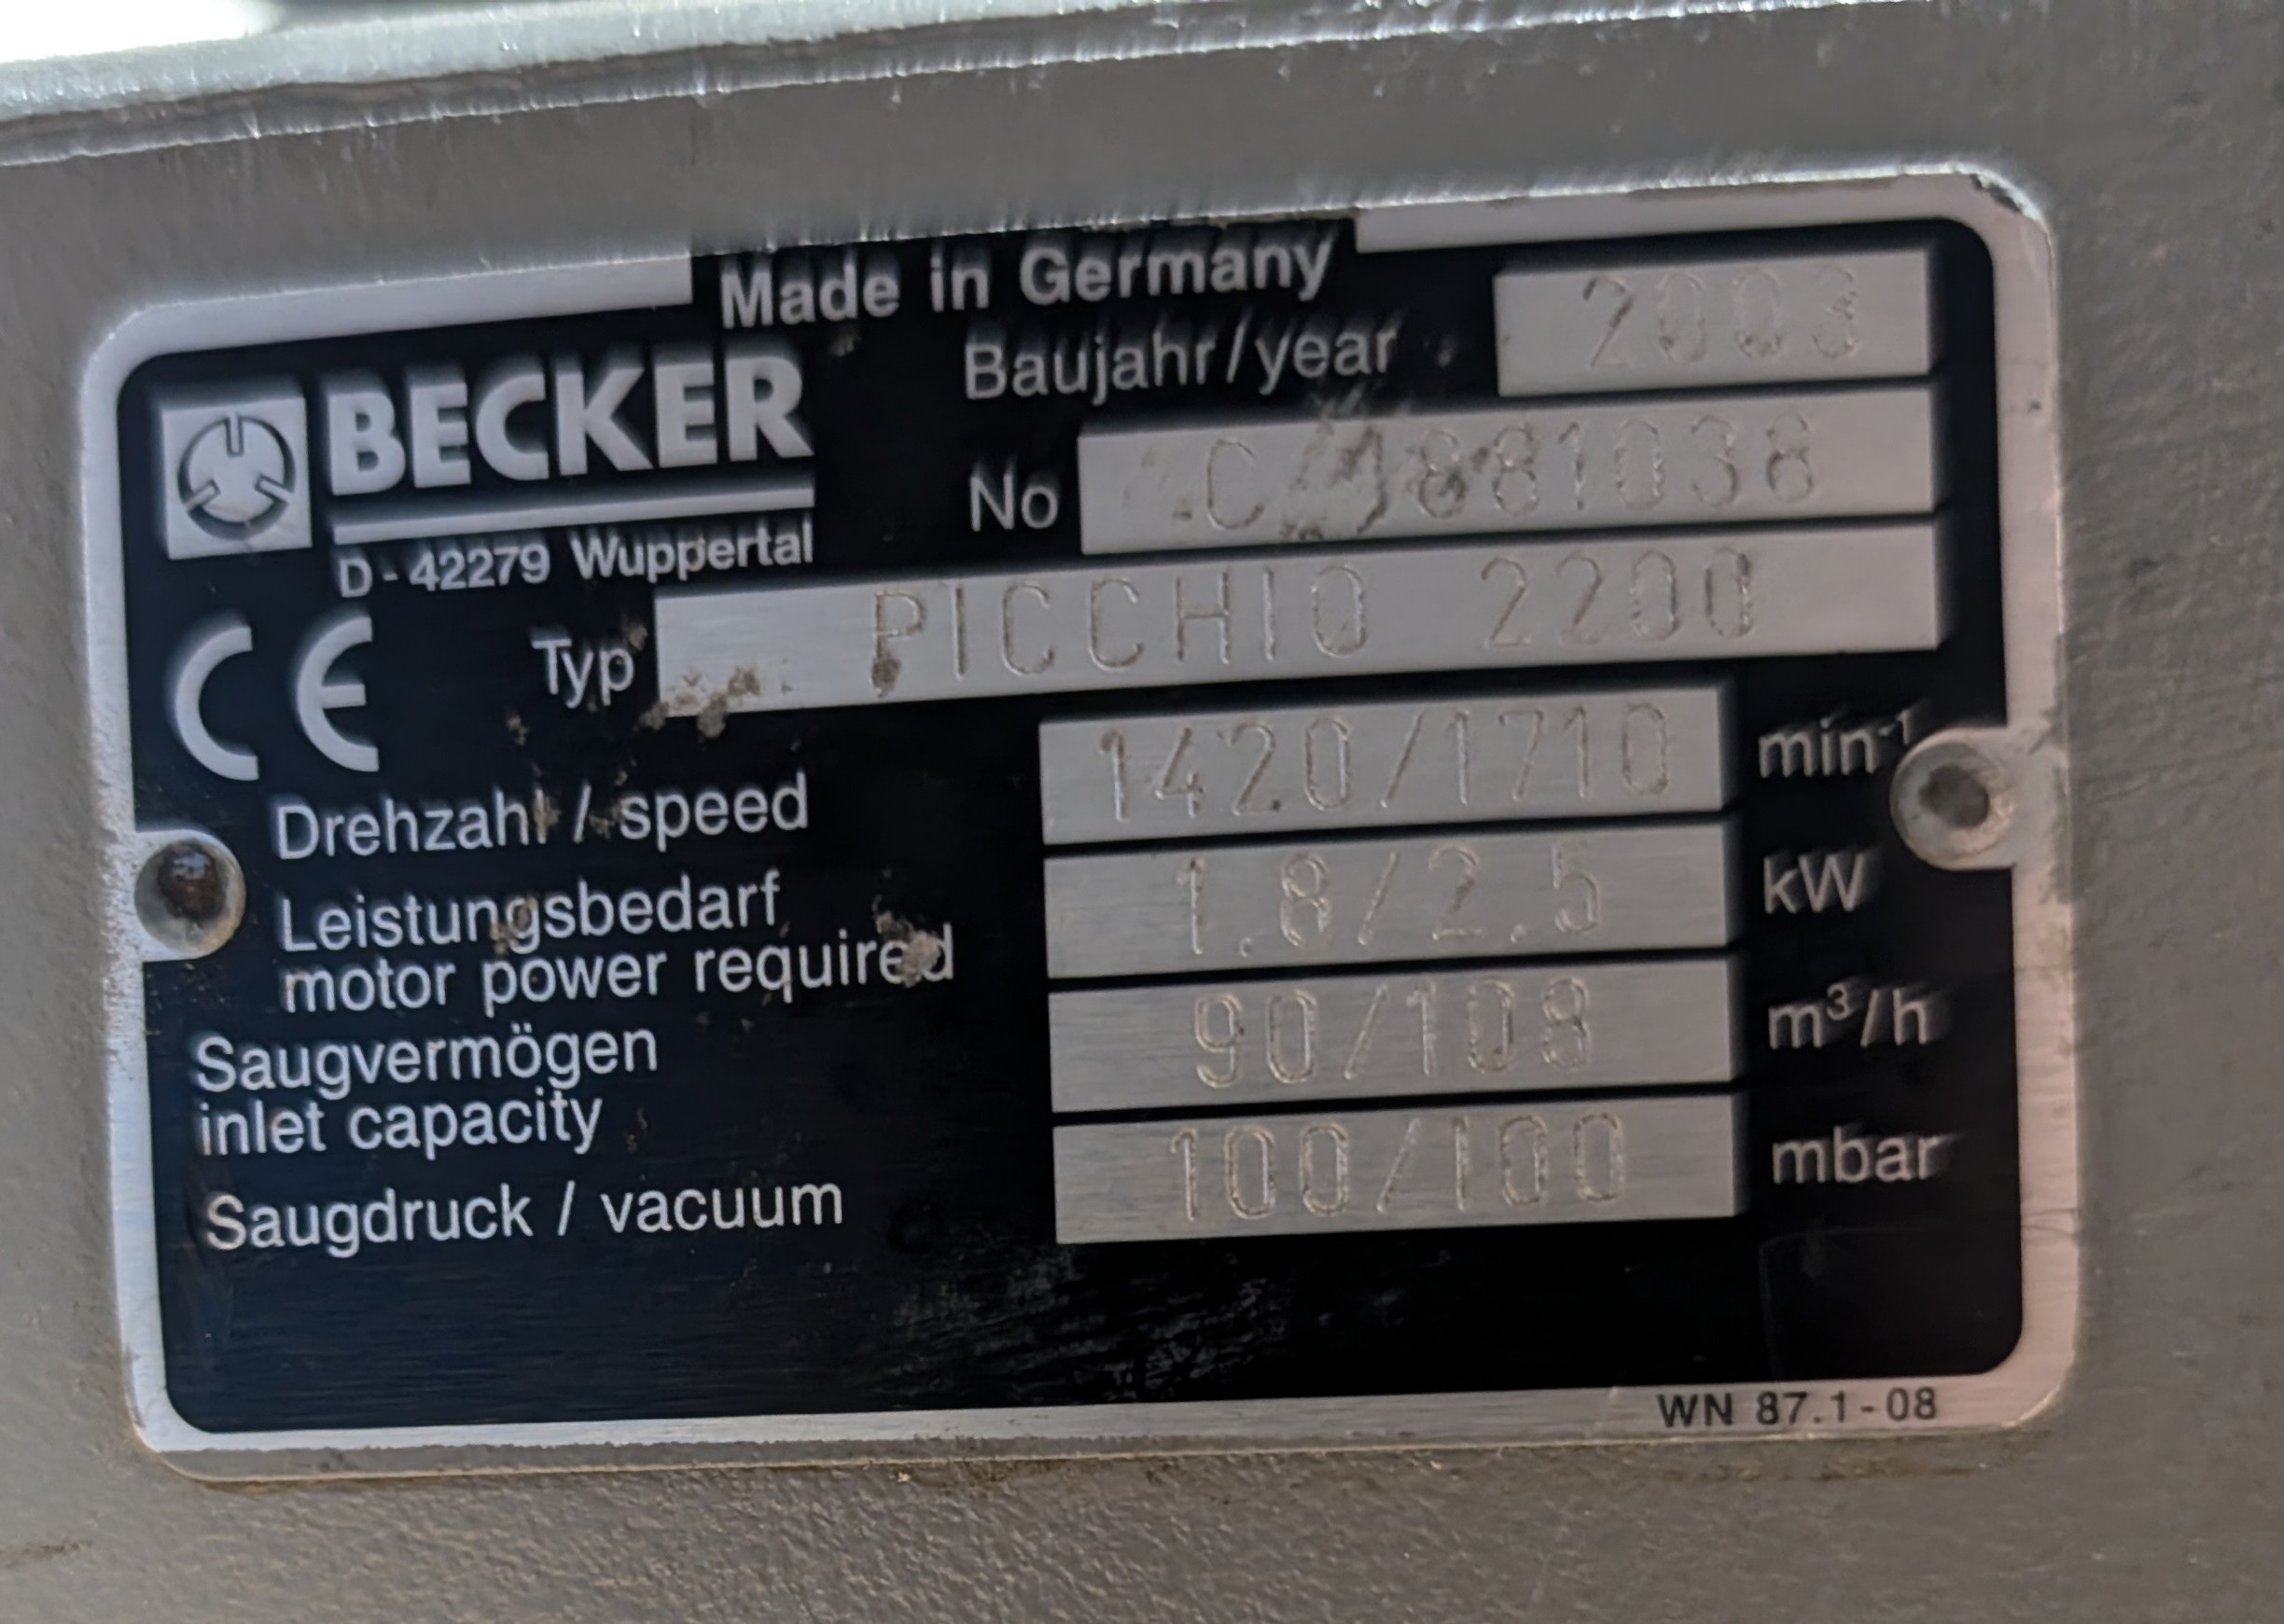 Made in Germany
BECKER
D - 42279 Wuppertal
Baujahr/year 2003
No
Typ PICCHIO 2200
CE
Drehzahl / speed 1420/1710 min⁻¹
Leistungsbedarf
motor power required 1.8/2.5 kW
Saugvermögen
inlet capacity 90/108 m³/h
Saugdruck / vacuum 100/100 mbar
WN 87.1-08